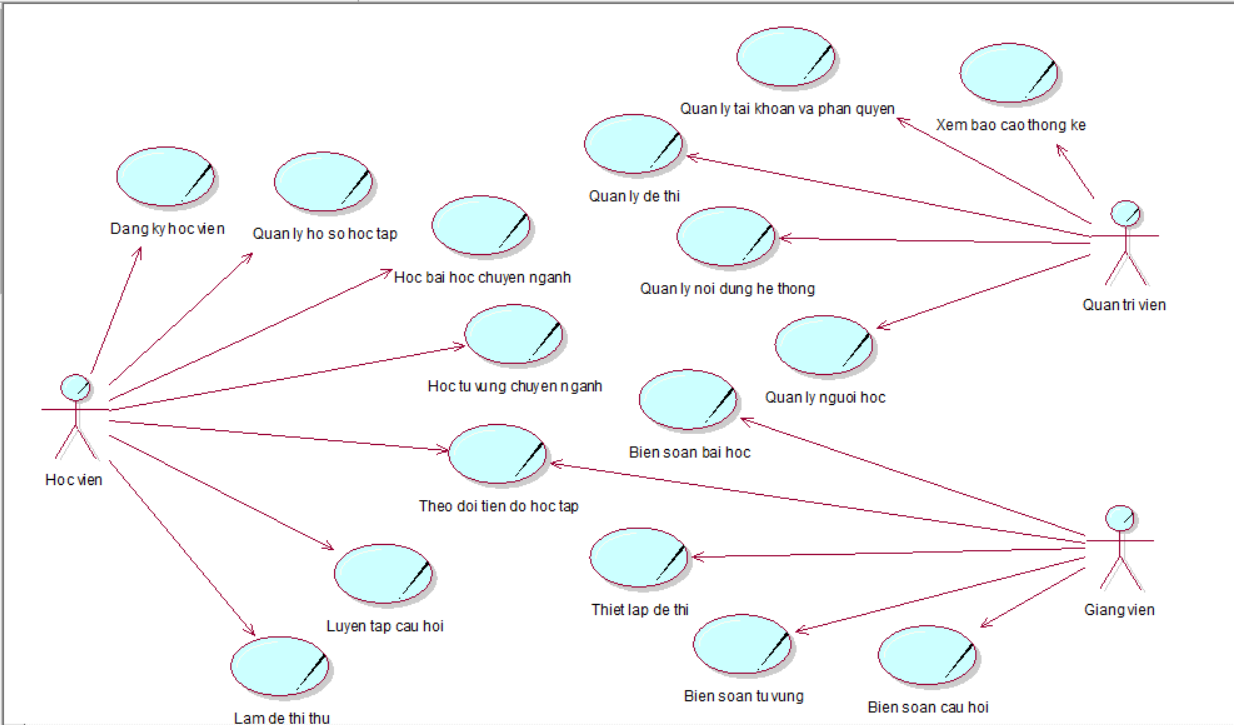 Quan ly tai khoan va phan quyen
Xem bao cao thong ke
Quan ly de thi
Dang ky hoc vien
Quan ly ho so hoc tap
Hoc bai hoc chuyen nganh
Quan ly noi dung he thong
Quan tri vien
Hoc tu vung chuyen nganh
Quan ly nguoi hoc
Bien soan bai hoc
Hoc vien
Theo doi tien do hoc tap
Thiet lap de thi
Giang vien
Luyen tap cau hoi
Bien soan tu vung
Bien soan cau hoi
Lam de thi thu